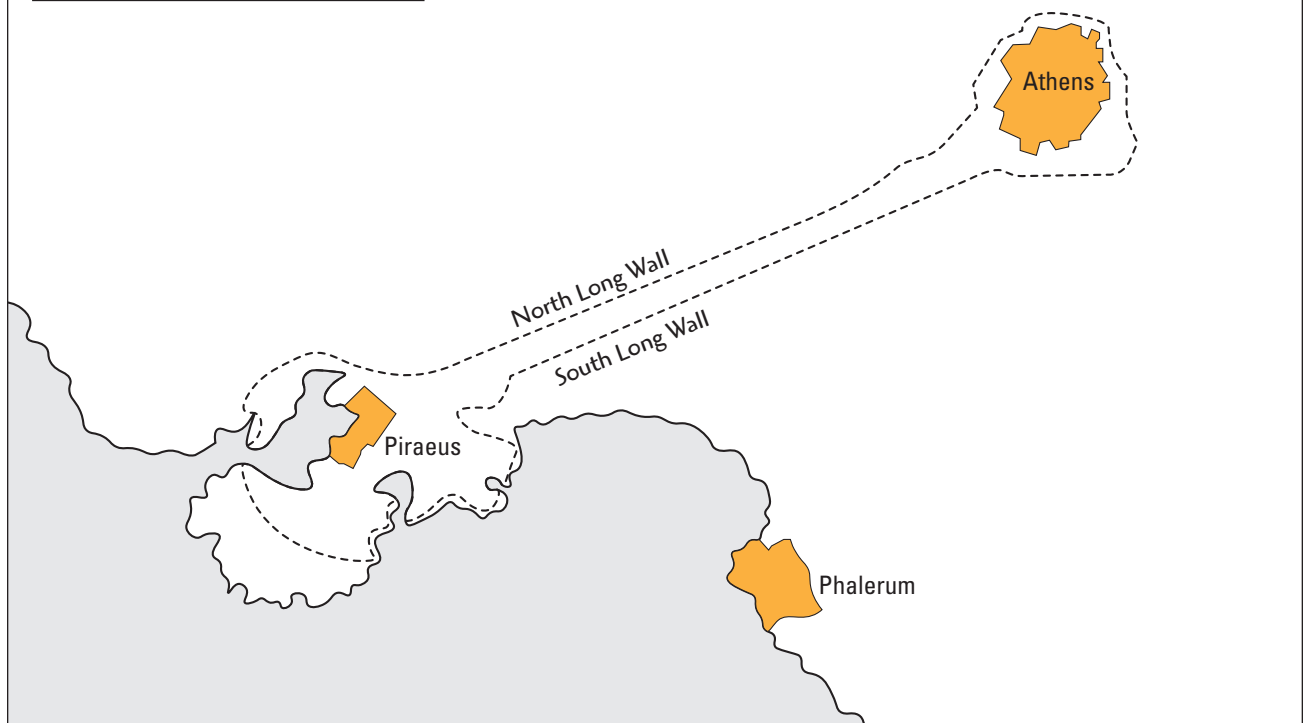 Athens
North Long Wall
South Long Wall
Piraeus
Phalerum